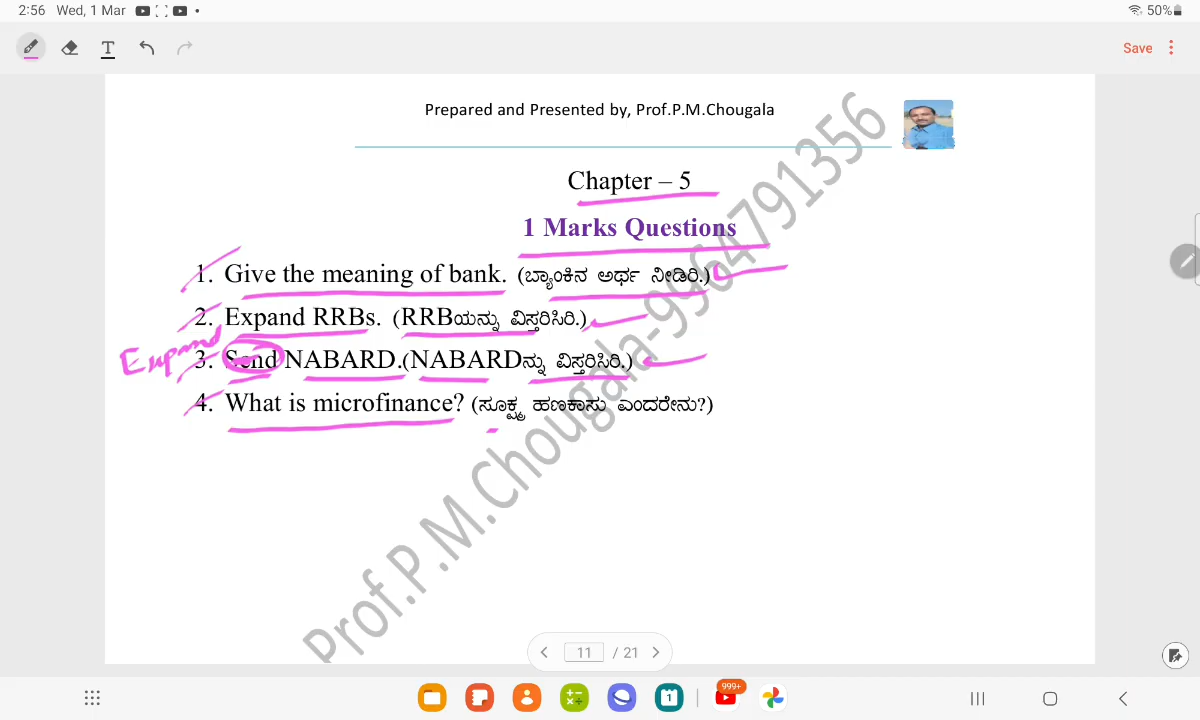 2:56 Wed, 1 Mar
50%
T
Save
Prepared and Presented by, Prof.P.M.Chougala
Chapter – 5
1 Marks Questions
1. Give the meaning of bank. (ಬ್ಯಾಂಕಿನ ಅರ್ಥ ನೀಡಿರಿ.)
2. Expand RRBs. (RRBಯನ್ನು ವಿಸ್ತರಿಸಿರಿ.)
Expand
3. Send NABARD.(NABARDನ್ನು ವಿಸ್ತರಿಸಿರಿ.)
4. What is microfinance? (ಸೂಕ್ಷ್ಮ ಹಣಕಾಸು ಎಂದರೇನು?)
Prof.P.M.Chougala-9964791356
11 / 21
1
999+